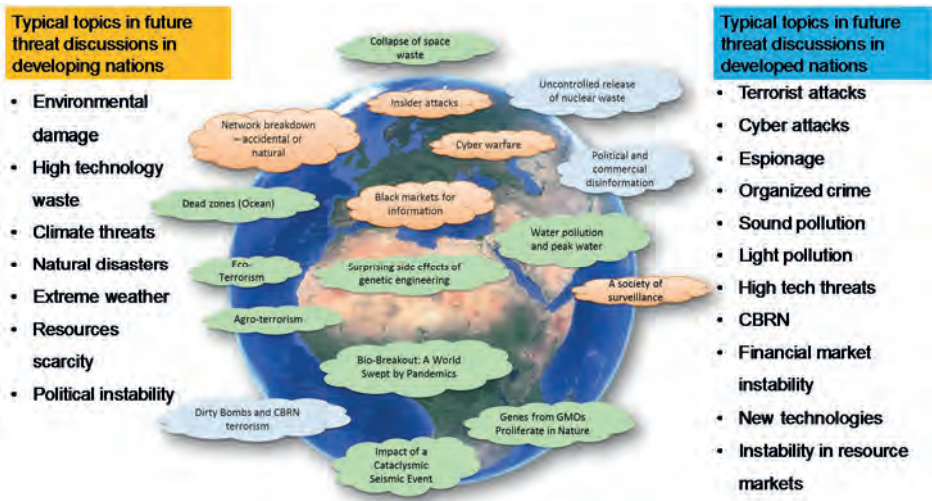 Typical topics in future
threat discussions in
developing nations
• Environmental
damage
• High technology
waste
• Climate threats
• Natural disasters
• Extreme weather
• Resources
scarcity
• Political instability
Collapse of space
waste
Insider attacks
Uncontrolled release
of nuclear waste
Network breakdown
– accidental or
natural
Cyber warfare
Political and
commercial
disinformation
Black markets for
information
Dead zones (Ocean)
Water pollution
and peak water
Eco-
Terrorism
Surprising side effects of
genetic engineering
A society of
surveillance
Agro-terrorism
Bio-Breakout: A World
Swept by Pandemics
Dirty Bombs and CBRN
terrorism
Genes from GMOs
Proliferate in Nature
Impact of a
Cataclysmic
Seismic Event
Typical topics in future
threat discussions in
developed nations
• Terrorist attacks
• Cyber attacks
• Espionage
• Organized crime
• Sound pollution
• Light pollution
• High tech threats
• CBRN
• Financial market
instability
• New technologies
• Instability in resource
markets